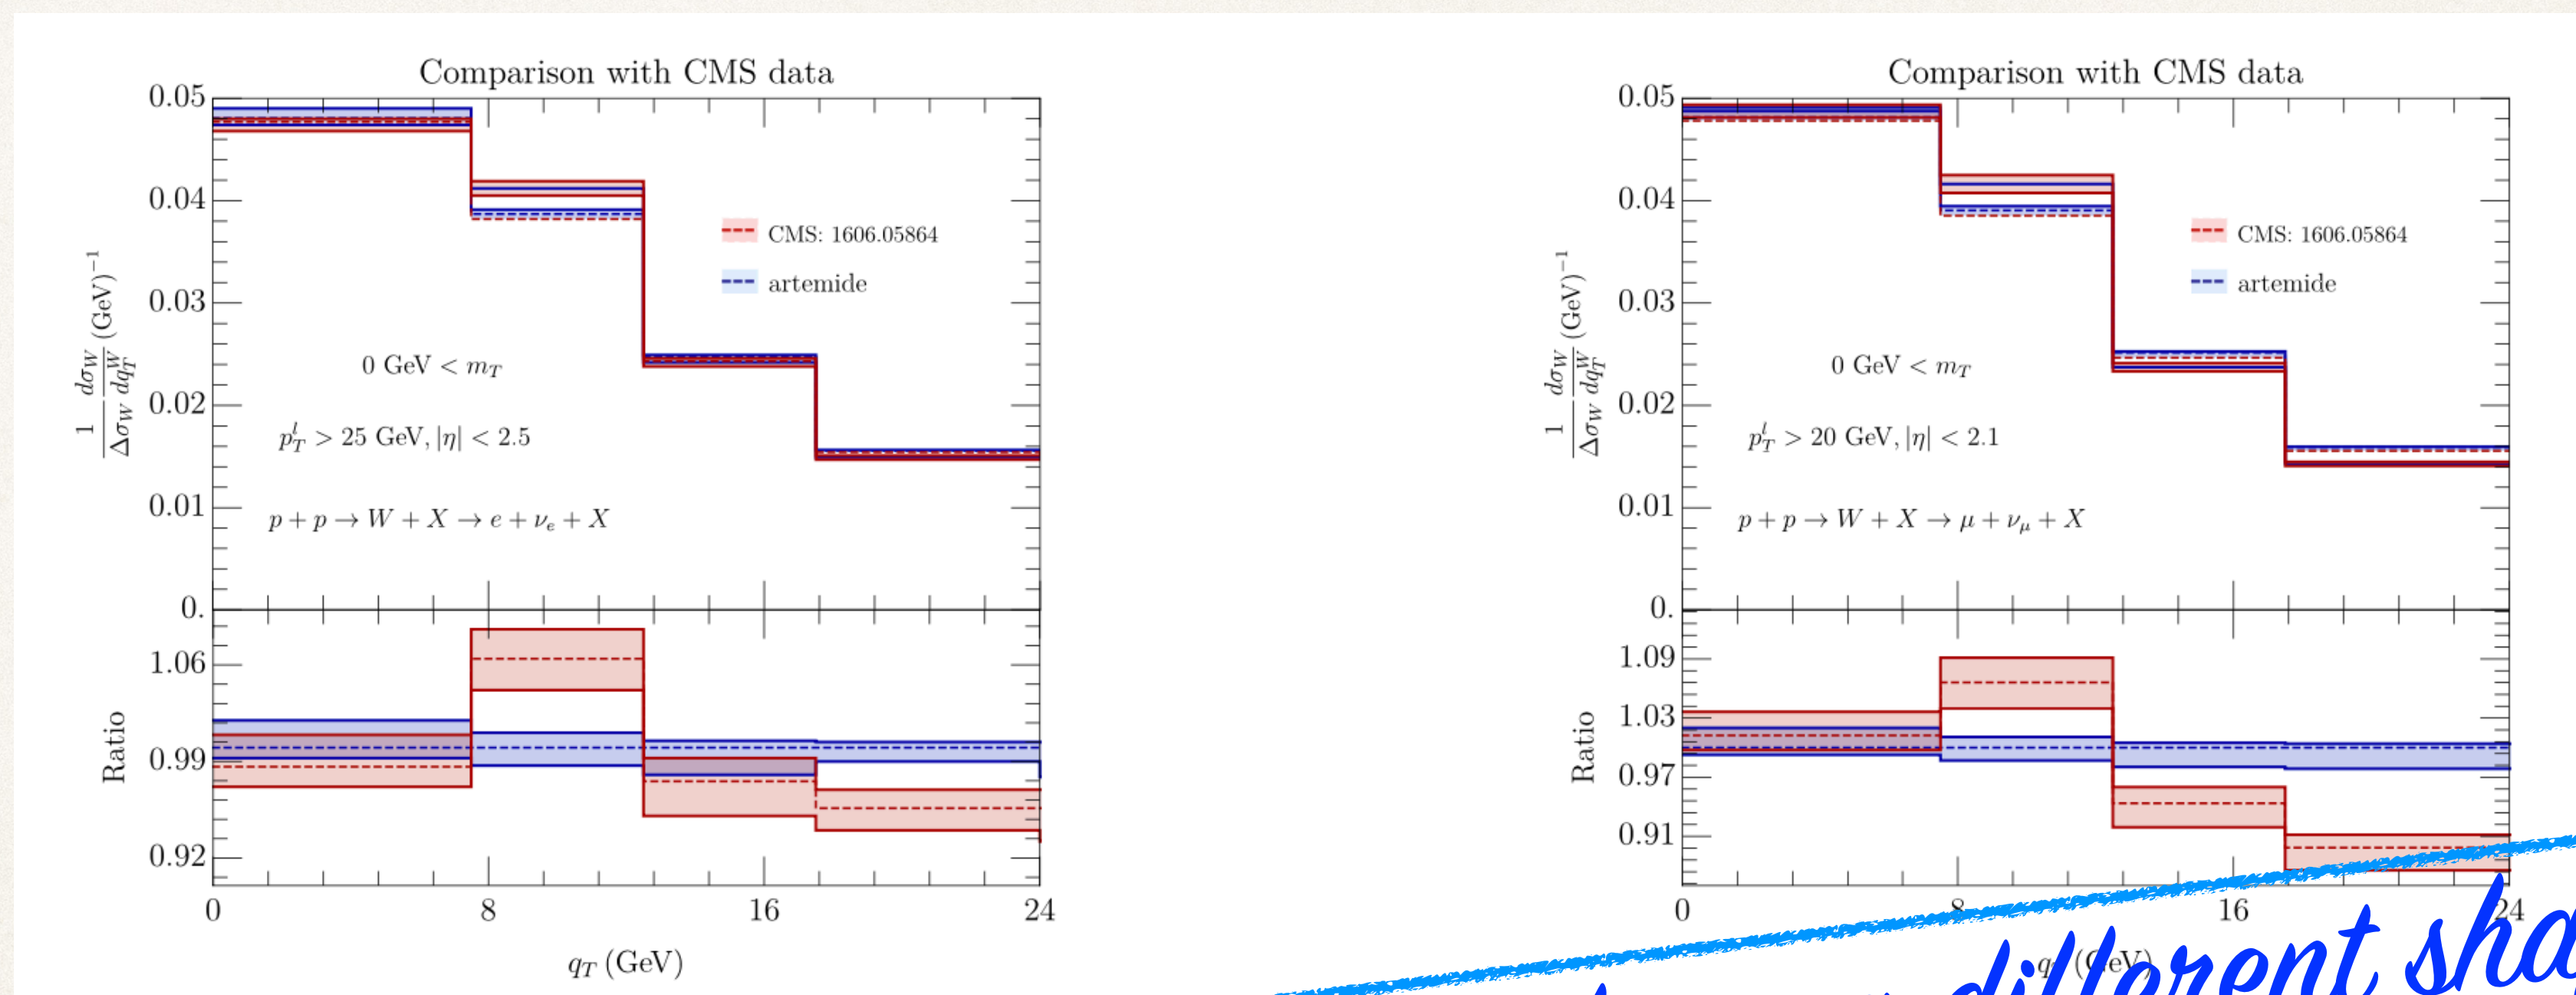 Comparison with CMS data
0.05
0.04
0.03
0.02
0.01
0.
1/Δσ_W dσ_W/dq_T^W (GeV)^{-1}
CMS: 1606.05864
artemide
0 GeV < m_T
p_T^l > 25 GeV, |η| < 2.5
p + p → W + X → e + ν_e + X
1.06
0.99
0.92
Ratio
0 8 16 24
q_T (GeV)
Comparison with CMS data
0.05
0.04
0.03
0.02
0.01
0.
1/Δσ_W dσ_W/dq_T^W (GeV)^{-1}
CMS: 1606.05864
artemide
0 GeV < m_T
p_T^l > 20 GeV, |η| < 2.1
p + p → W + X → μ + ν_μ + X
1.09
1.03
0.97
0.91
Ratio
0 8 16 24
q_T (GeV)
different sha